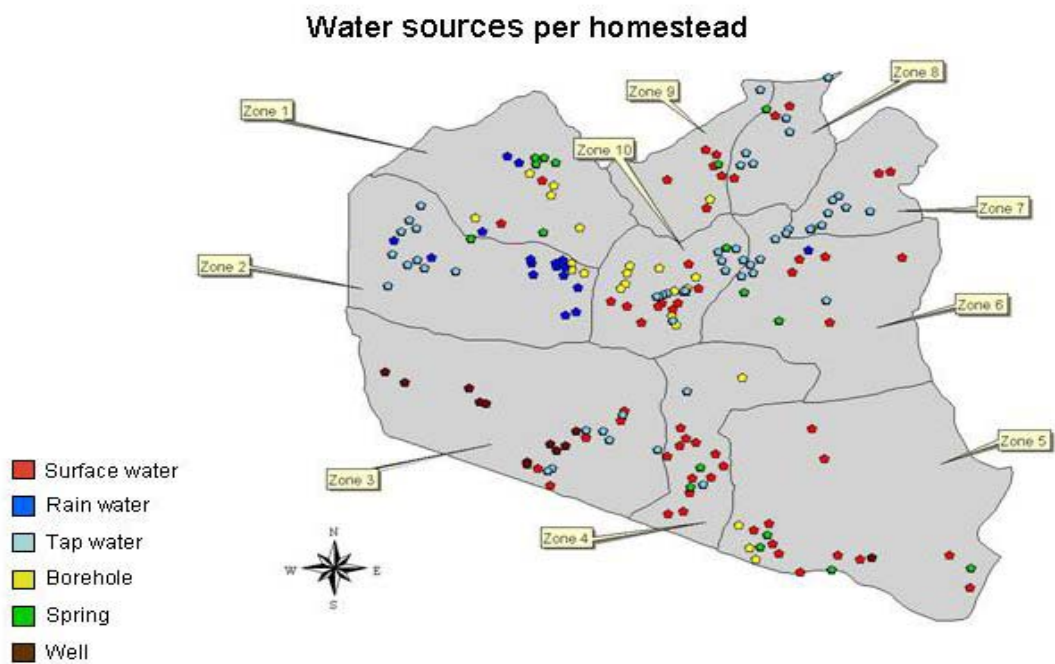 Water sources per homestead
Zone 8
Zone 9
Zone 1
Zone 10
Zone 7
Zone 2
Zone 6
Zone 5
Zone 3
Zone 4
Surface water
Rain water
Tap water
Borehole
Spring
Well
N
W E
S